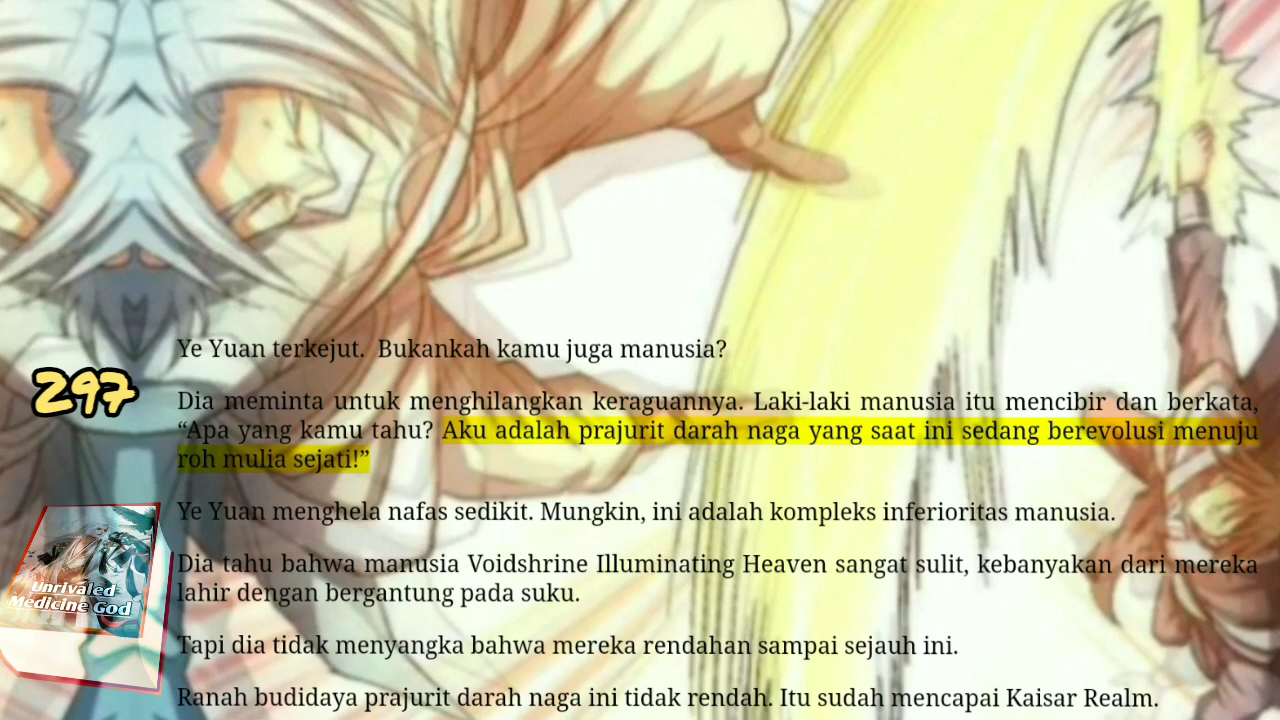 Ye Yuan terkejut.  Bukankah kamu juga manusia?
297
Dia meminta untuk menghilangkan keraguannya. Laki-laki manusia itu mencibir dan berkata,
“Apa yang kamu tahu? Aku adalah prajurit darah naga yang saat ini sedang berevolusi menuju
roh mulia sejati!”
Ye Yuan menghela nafas sedikit. Mungkin, ini adalah kompleks inferioritas manusia.
Unrivaled
Medicine God
Dia tahu bahwa manusia Voidshrine Illuminating Heaven sangat sulit, kebanyakan dari mereka
lahir dengan bergantung pada suku.
Tapi dia tidak menyangka bahwa mereka rendahan sampai sejauh ini.
Ranah budidaya prajurit darah naga ini tidak rendah. Itu sudah mencapai Kaisar Realm.